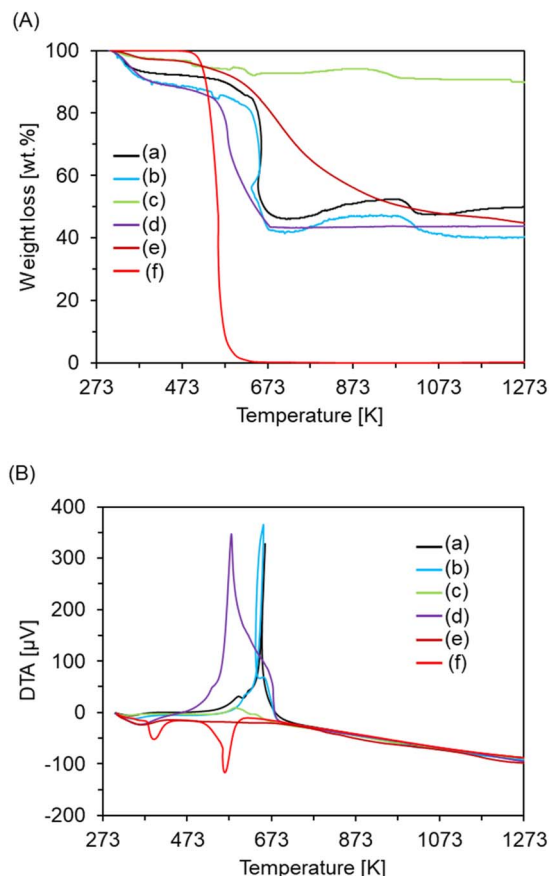 (A)
100
80
60
40
20
0
Weight loss [wt.%]
(a)
(b)
(c)
(d)
(e)
(f)
273 473 673 873 1073 1273
Temperature [K]
(B)
400
300
200
100
0
-100
-200
DTA [µV]
(a)
(b)
(c)
(d)
(e)
(f)
273 473 673 873 1073 1273
Temperature [K]